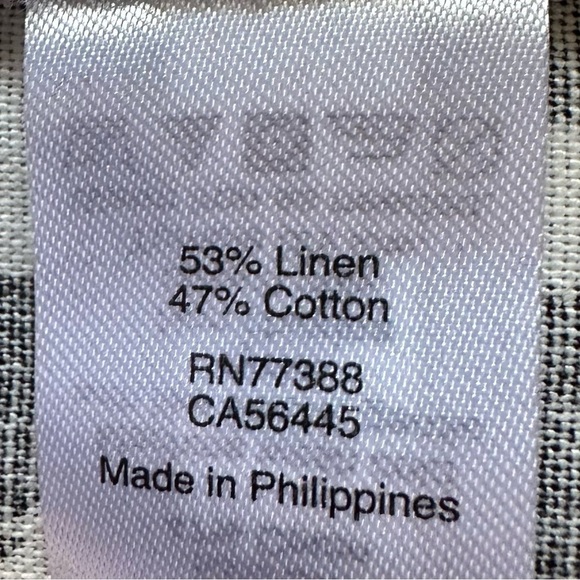 53% Linen
47% Cotton
RN77388
CA56445
Made in Philippines